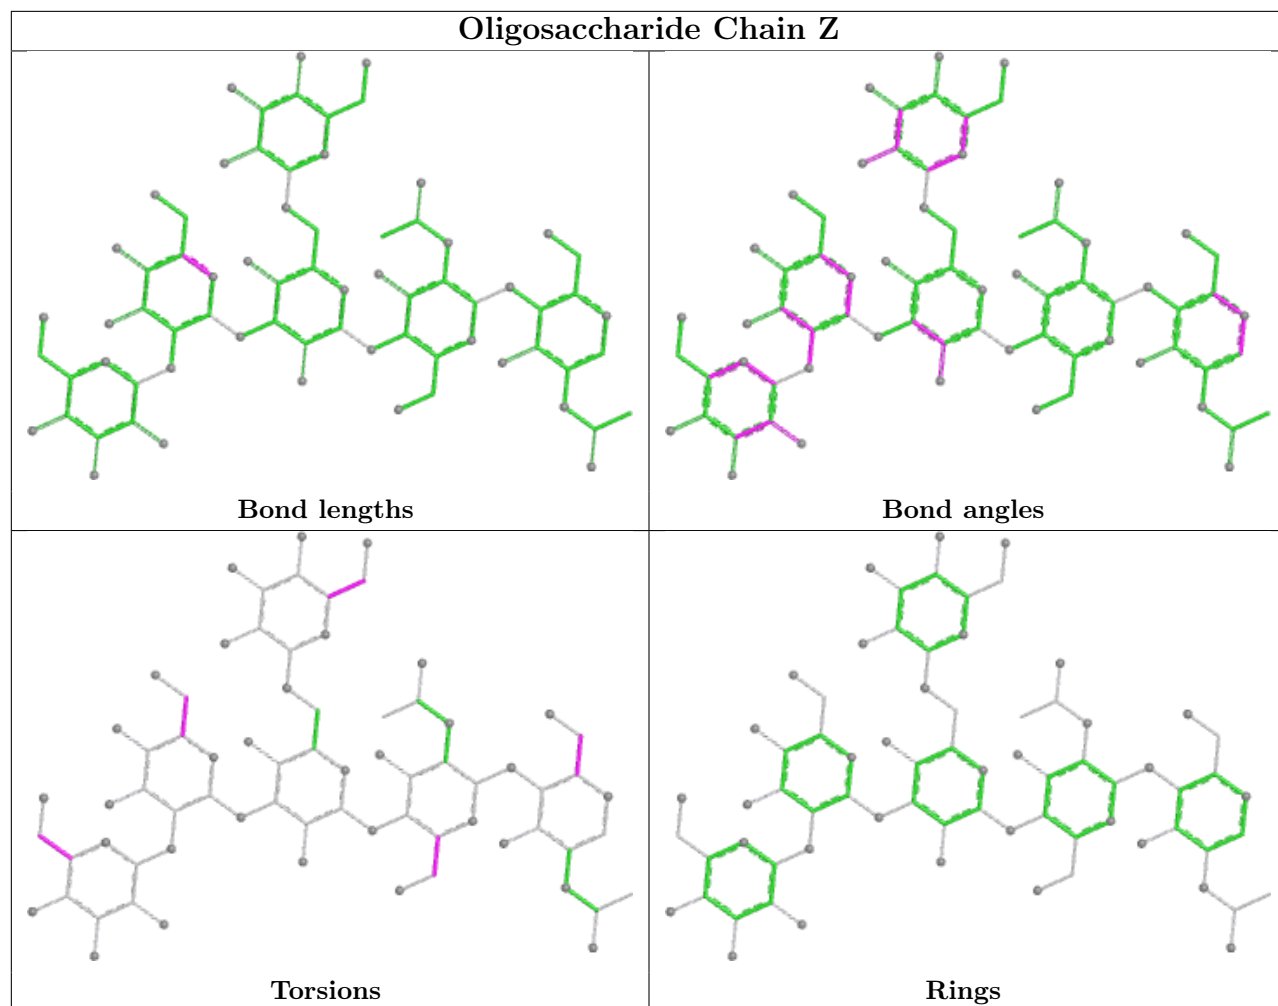 Oligosaccharide Chain Z
Bond lengths
Bond angles
Torsions
Rings